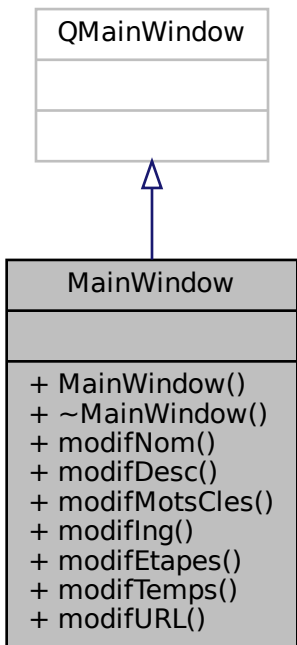 QMainWindow
MainWindow
+ MainWindow()
+ ~MainWindow()
+ modifNom()
+ modifDesc()
+ modifMotsCles()
+ modifIng()
+ modifEtapes()
+ modifTemps()
+ modifURL()